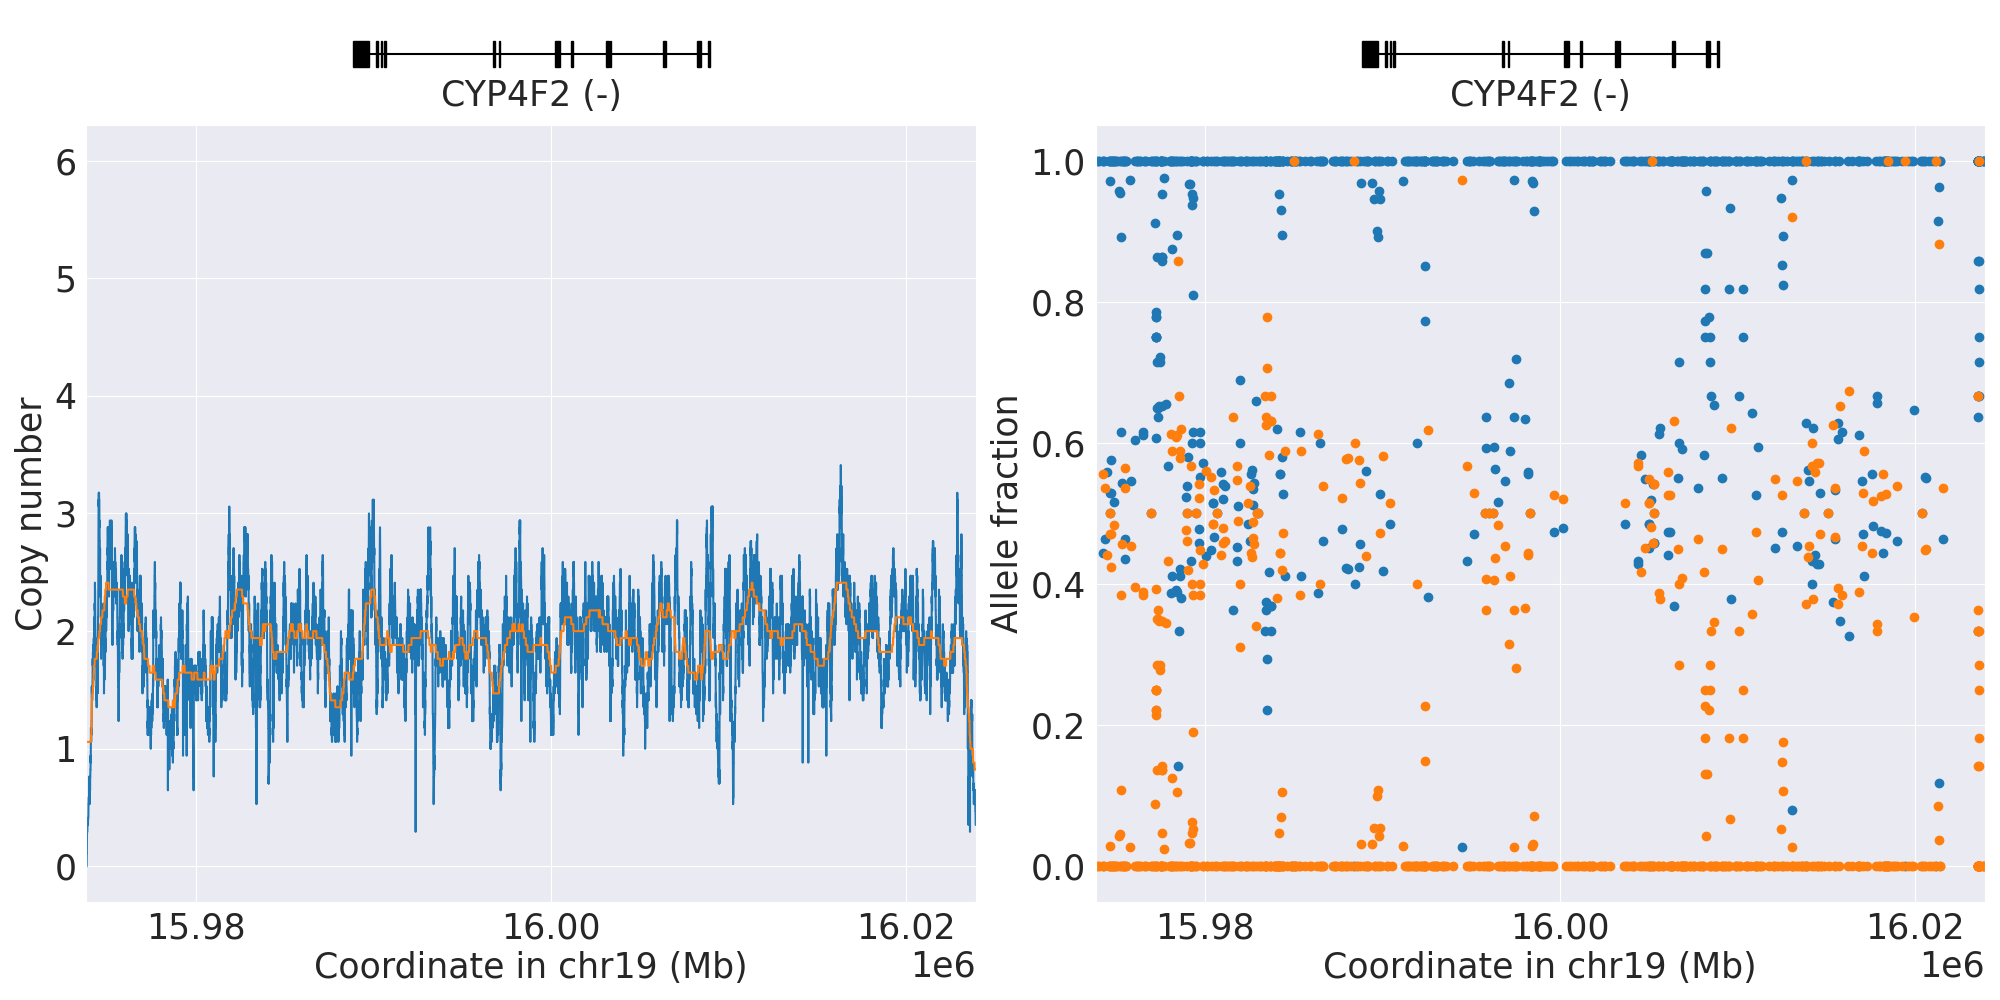 CYP4F2 (-)
6
5
4
3
2
1
0
Copy number
15.98
16.00
16.02
Coordinate in chr19 (Mb)
1e6
CYP4F2 (-)
1.0
0.8
0.6
0.4
0.2
0.0
Allele fraction
15.98
16.00
16.02
Coordinate in chr19 (Mb)
1e6